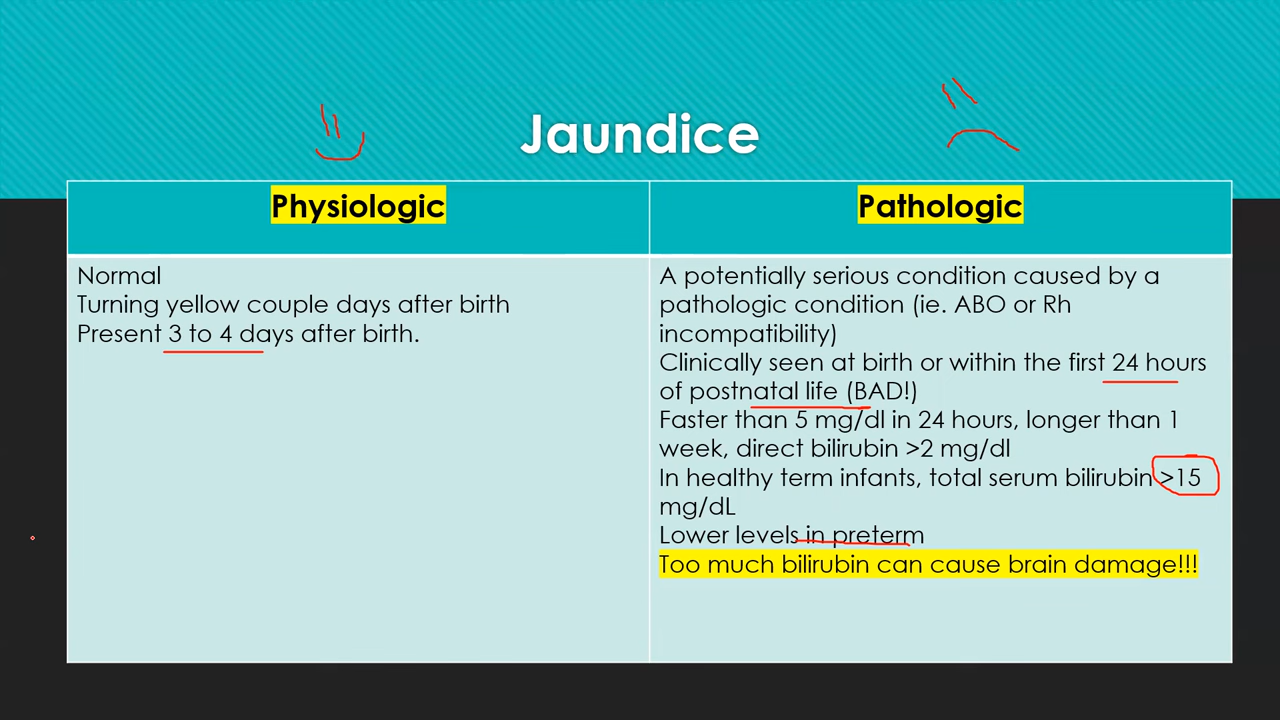 Jaundice
Physiologic
Pathologic
Normal
Turning yellow couple days after birth
Present 3 to 4 days after birth.
A potentially serious condition caused by a
pathologic condition (ie. ABO or Rh
incompatibility)
Clinically seen at birth or within the first 24 hours
of postnatal life (BAD!)
Faster than 5 mg/dl in 24 hours, longer than 1
week, direct bilirubin >2 mg/dl
In healthy term infants, total serum bilirubin >15
mg/dL
Lower levels in preterm
Too much bilirubin can cause brain damage!!!